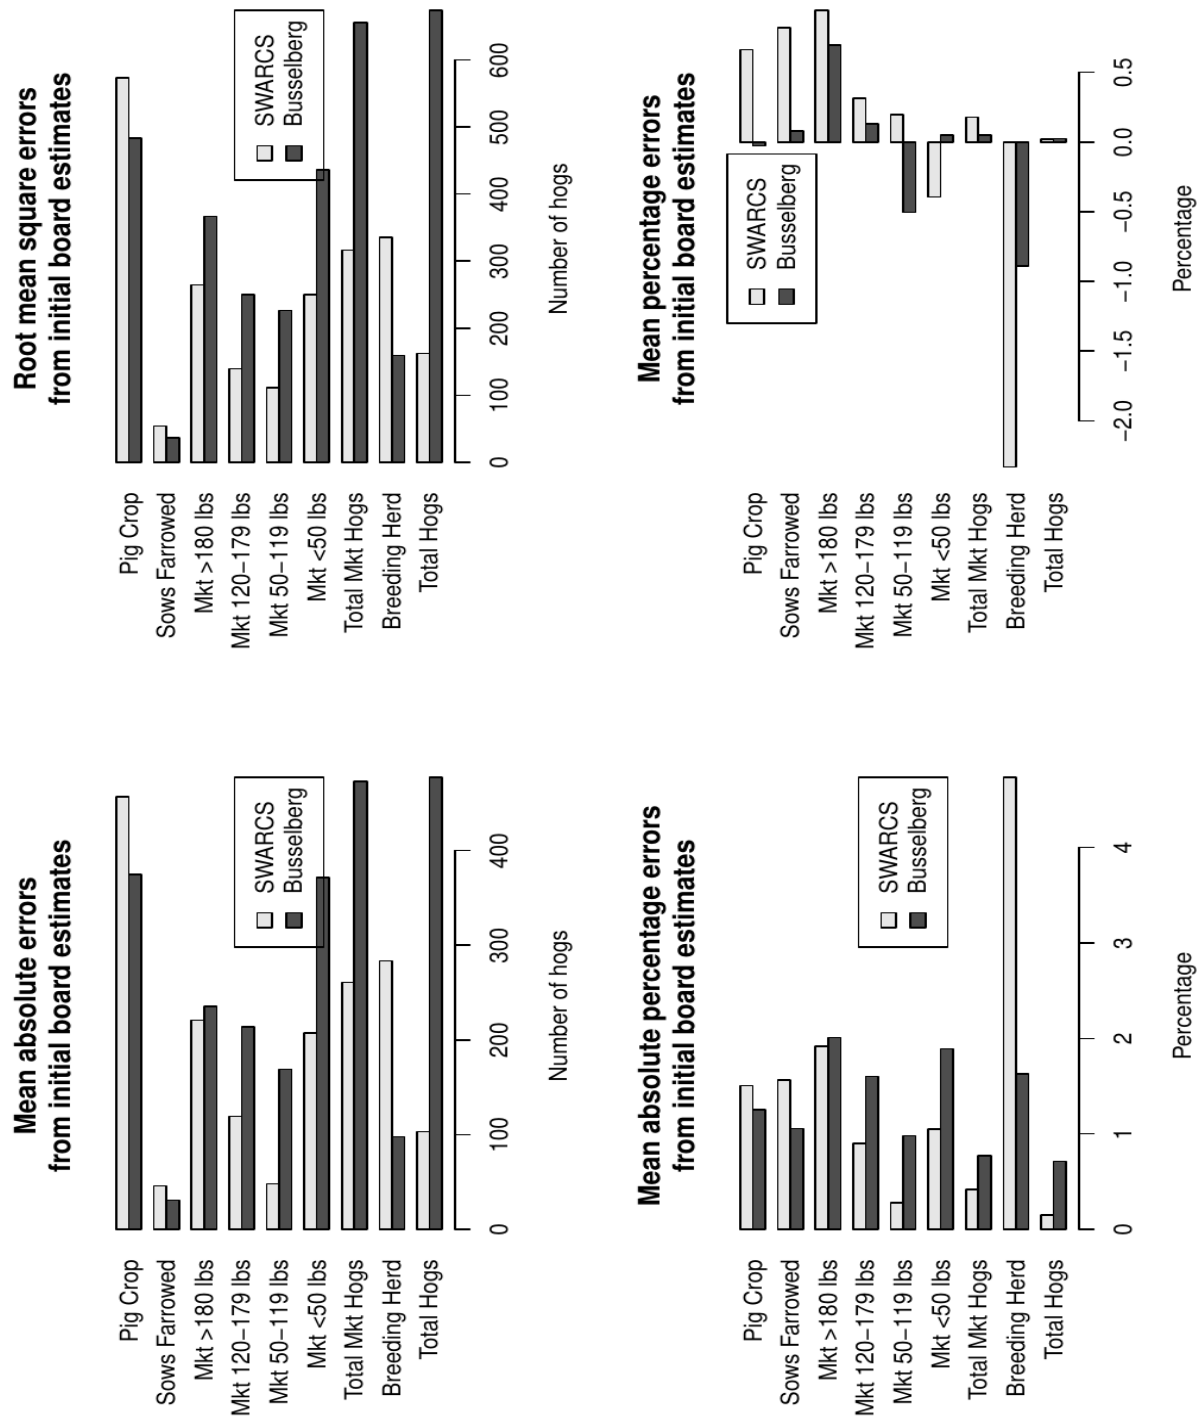 Mean absolute errors
from initial board estimates
Pig Crop
Sows Farrowed
Mkt >180 lbs
Mkt 120−179 lbs
Mkt 50−119 lbs
Mkt <50 lbs
Total Mkt Hogs
Breeding Herd
Total Hogs
SWARCS
Busselberg
0 100 200 300 400
Number of hogs
Root mean square errors
from initial board estimates
Pig Crop
Sows Farrowed
Mkt >180 lbs
Mkt 120−179 lbs
Mkt 50−119 lbs
Mkt <50 lbs
Total Mkt Hogs
Breeding Herd
Total Hogs
SWARCS
Busselberg
0 100 200 300 400 500 600
Number of hogs
Mean absolute percentage errors
from initial board estimates
Pig Crop
Sows Farrowed
Mkt >180 lbs
Mkt 120−179 lbs
Mkt 50−119 lbs
Mkt <50 lbs
Total Mkt Hogs
Breeding Herd
Total Hogs
SWARCS
Busselberg
0 1 2 3 4
Percentage
Mean percentage errors
from initial board estimates
Pig Crop
Sows Farrowed
Mkt >180 lbs
Mkt 120−179 lbs
Mkt 50−119 lbs
Mkt <50 lbs
Total Mkt Hogs
Breeding Herd
Total Hogs
SWARCS
Busselberg
−2.0 −1.5 −1.0 −0.5 0.0 0.5
Percentage